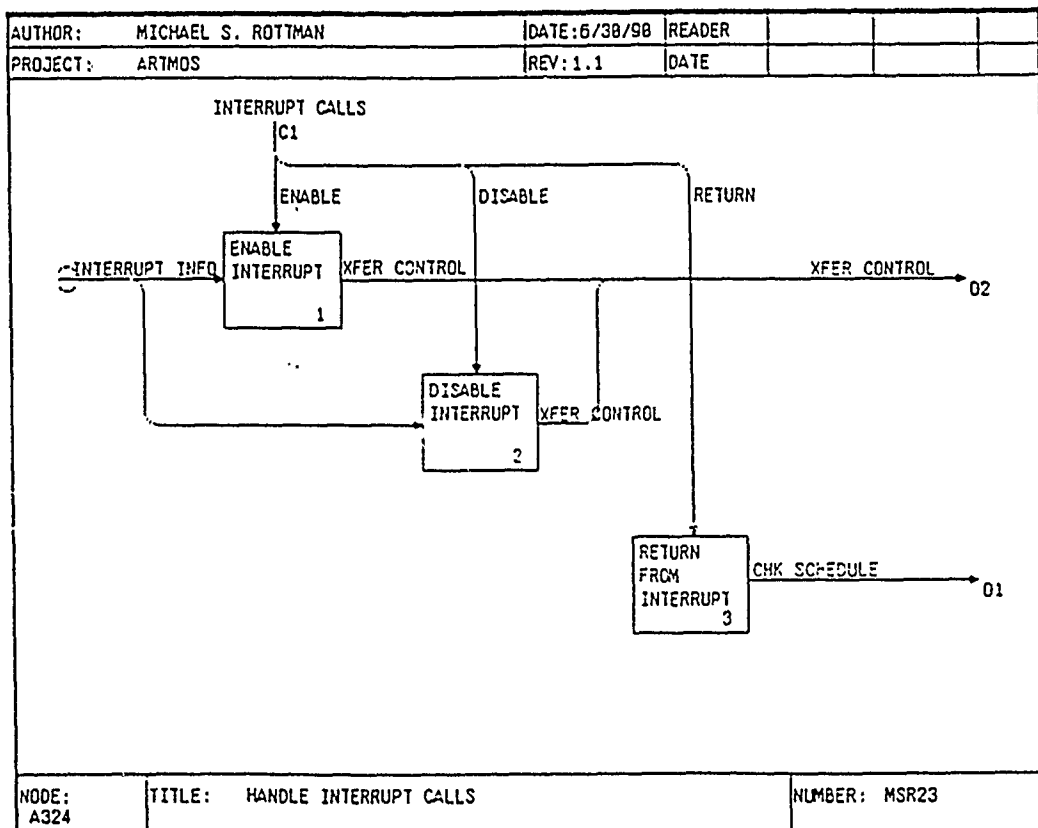 AUTHOR: MICHAEL S. ROTTMAN DATE:6/30/90 READER
PROJECT: ARTMOS REV:1.1 DATE
INTERRUPT CALLS
C1
ENABLE DISABLE RETURN
ENABLE
INTERRUPT
1
INTERRUPT INFO
XFER CONTROL
XFER CONTROL
O2
DISABLE
INTERRUPT
2
XFER CONTROL
RETURN
FROM
INTERRUPT
3
CHK SCHEDULE
O1
NODE: TITLE: HANDLE INTERRUPT CALLS NUMBER: MSR23
A324